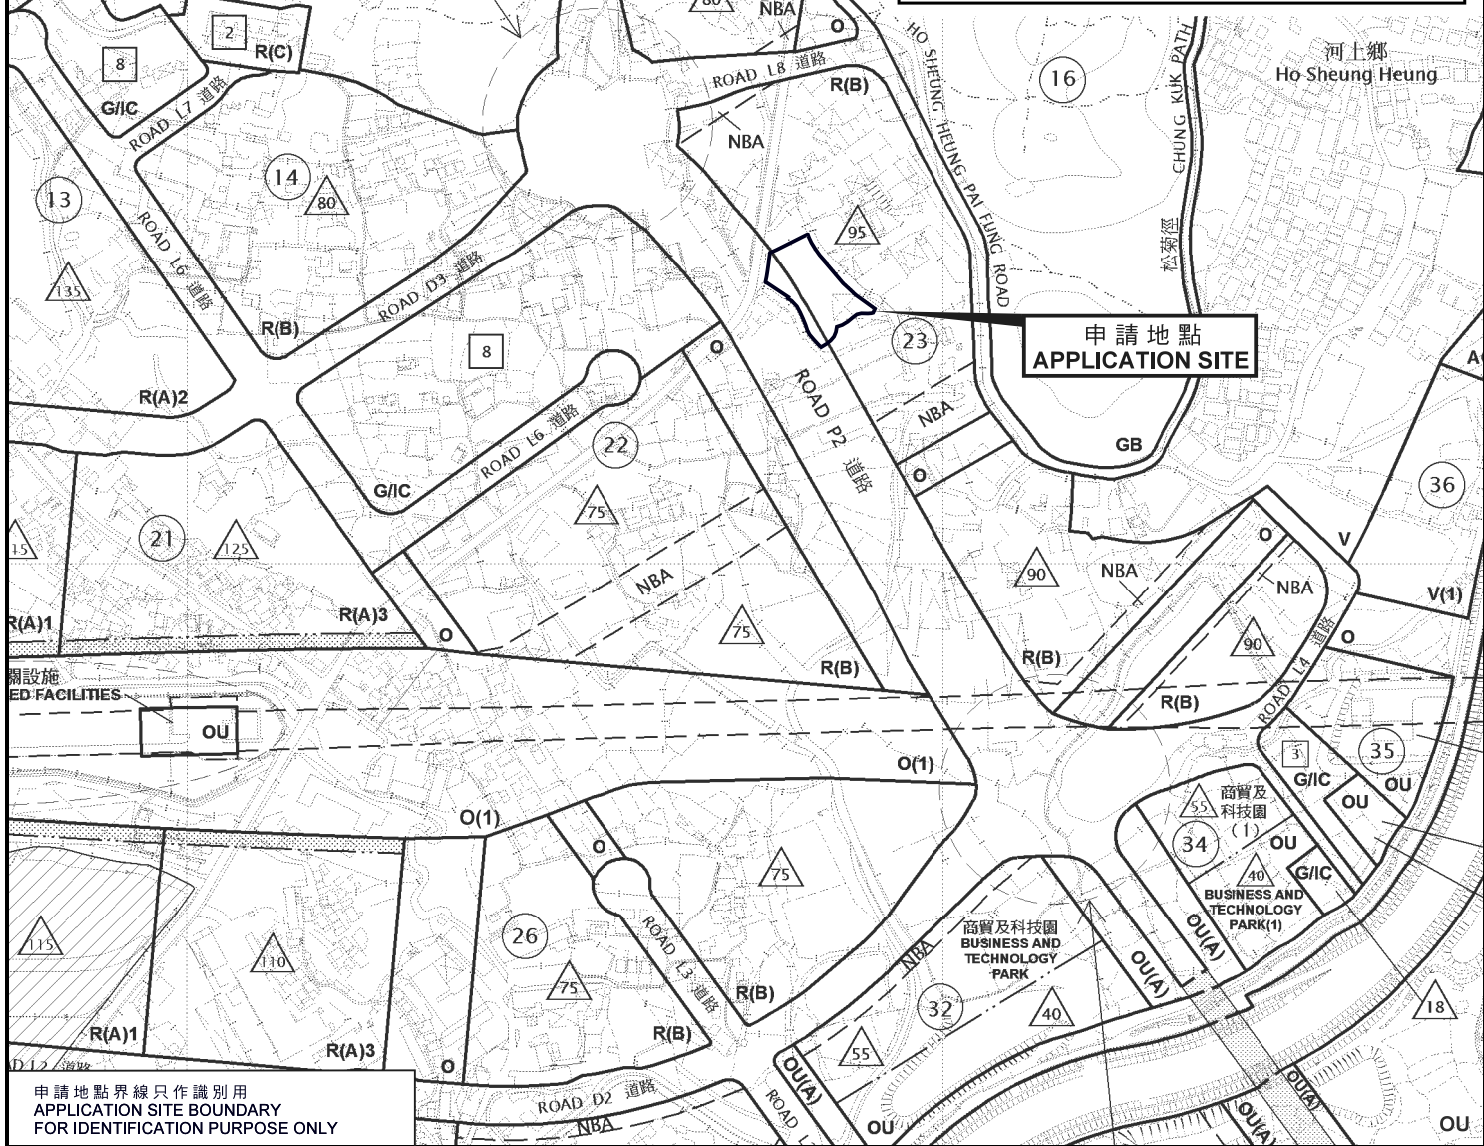 80
NBA
O
2
R(C)
8
G/IC
ROAD L7 道路
ROAD L8 道路
R(B)
NBA
HO SHEUNG HEUNG PAI FUNG ROAD
16
CHUNG KUK PATH
松菊徑
河上鄉
Ho Sheung Heung
13
14
80
95
135
ROAD L6 道路
ROAD D3 道路
R(B)
R(A)2
8
O
23
申請地點
APPLICATION SITE
ROAD P2 道路
NBA
O
GB
ROAD L6 道路
22
G/IC
75
36
21
125
NBA
75
90
NBA
O
NBA
V
V(1)
R(A)1
R(A)3
O
R(B)
R(B)
90
R(B)
O
ROAD L4 道路
關設施
ED FACILITIES
OU
O(1)
3
G/IC
35
OU
OU
O(1)
O
55
商貿及
科技園
(1)
34
OU
40
G/IC
BUSINESS AND
TECHNOLOGY
PARK(1)
75
115
110
26
75
ROAD L3 道路
NBA
商貿及科技園
BUSINESS AND
TECHNOLOGY
PARK
OU(A)
OU(A)
32
40
55
18
R(A)1
R(A)3
R(B)
R(B)
O
ROAD D2 道路
NBA
OU(A)
OU
OU(A)
OU(A)
OU
申請地點界線只作識別用
APPLICATION SITE BOUNDARY
FOR IDENTIFICATION PURPOSE ONLY